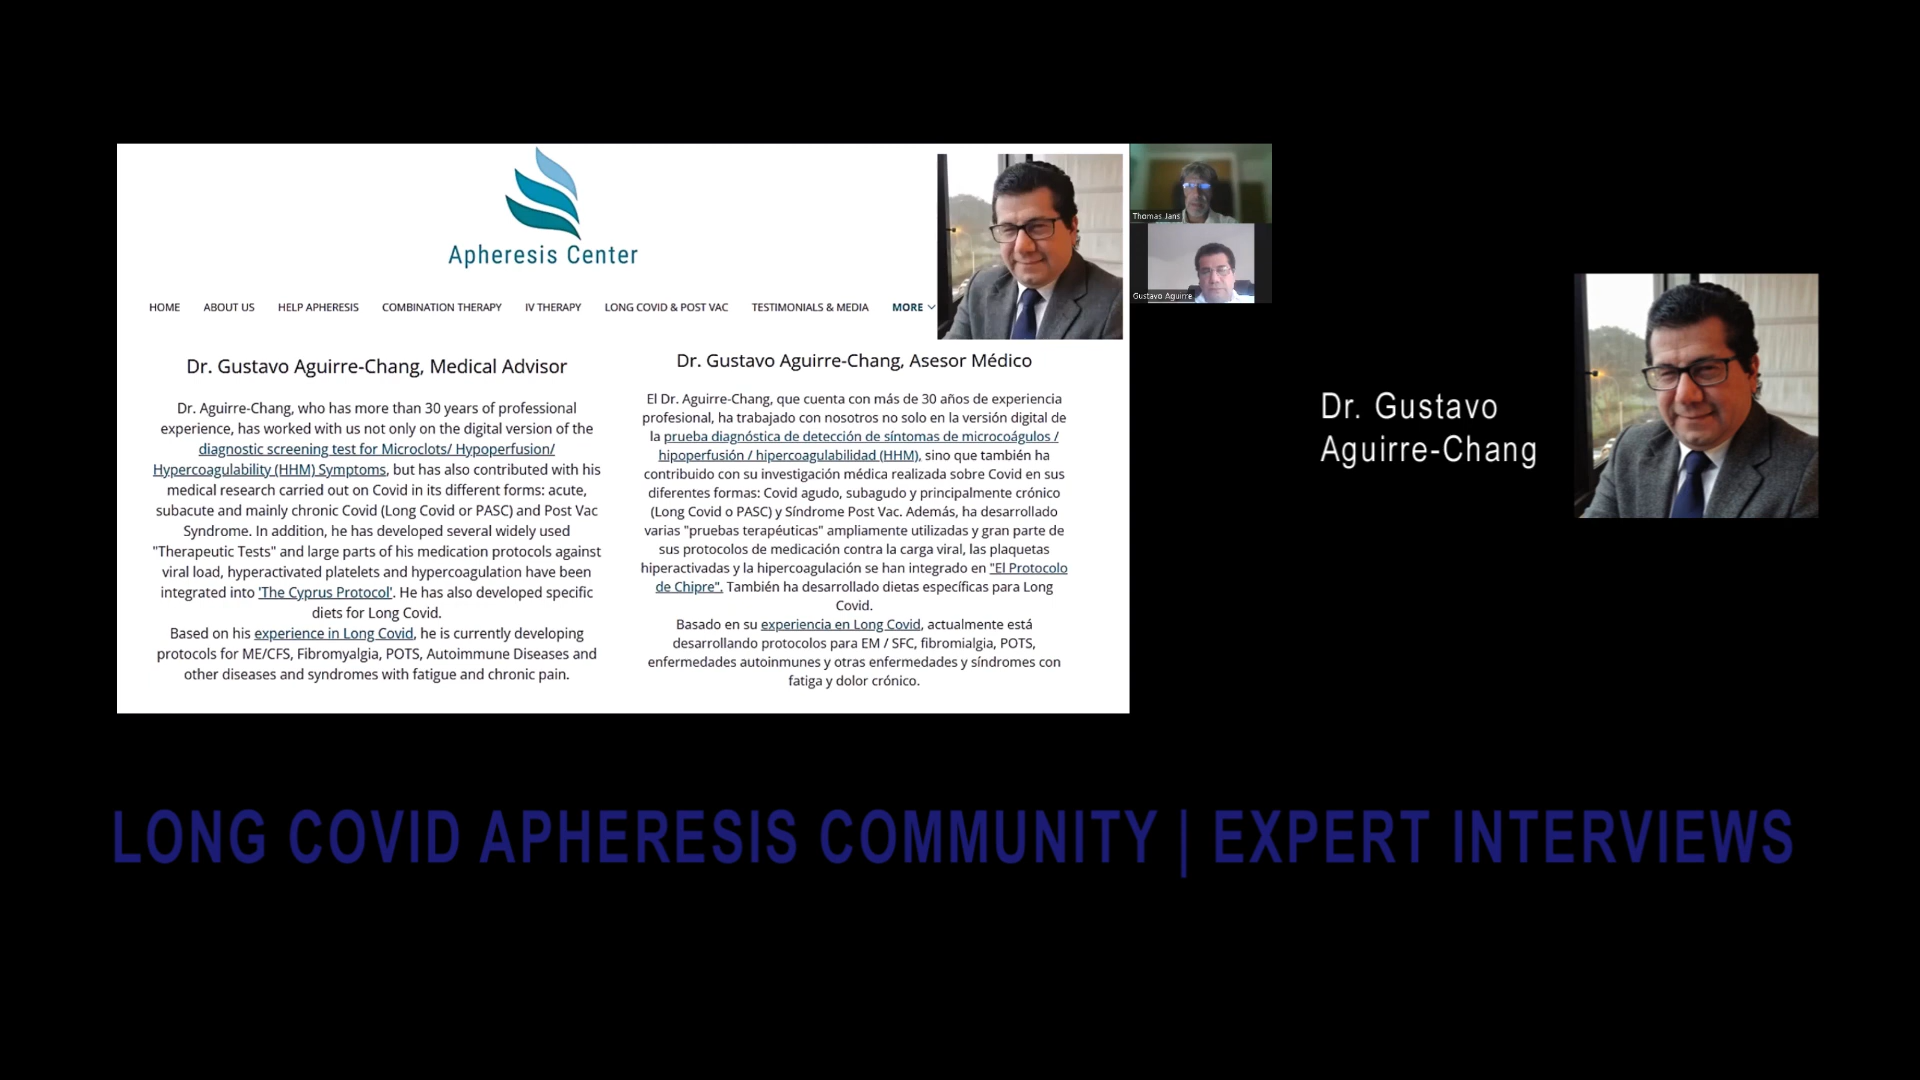 Apheresis Center
HOME ABOUT US HELP APHERESIS COMBINATION THERAPY IV THERAPY LONG COVID & POST VAC TESTIMONIALS & MEDIA MORE
Dr. Gustavo Aguirre-Chang, Medical Advisor
Dr. Aguirre-Chang, who has more than 30 years of professional
experience, has worked with us not only on the digital version of the
diagnostic screening test for Microclots/ Hypoperfusion/
Hypercoagulability (HHM) Symptoms, but has also contributed with his
medical research carried out on Covid in its different forms: acute,
subacute and mainly chronic Covid (Long Covid or PASC) and Post Vac
Syndrome. In addition, he has developed several widely used
"Therapeutic Tests" and large parts of his medication protocols against
viral load, hyperactivated platelets and hypercoagulation have been
integrated into 'The Cyprus Protocol'. He has also developed specific
diets for Long Covid.
Based on his experience in Long Covid, he is currently developing
protocols for ME/CFS, Fibromyalgia, POTS, Autoimmune Diseases and
other diseases and syndromes with fatigue and chronic pain.
Dr. Gustavo Aguirre-Chang, Asesor Médico
El Dr. Aguirre-Chang, que cuenta con más de 30 años de experiencia
profesional, ha trabajado con nosotros no solo en la versión digital de
la prueba diagnóstica de detección de síntomas de microcoágulos /
hipoperfusión / hipercoagulabilidad (HHM), sino que también ha
contribuido con su investigación médica realizada sobre Covid en sus
diferentes formas: Covid agudo, subagudo y principalmente crónico
(Long Covid o PASC) y Síndrome Post Vac. Además, ha desarrollado
varias "pruebas terapéuticas" ampliamente utilizadas y gran parte de
sus protocolos de medicación contra la carga viral, las plaquetas
hiperactivadas y la hipercoagulación se han integrado en "El Protocolo
de Chipre". También ha desarrollado dietas específicas para Long
Covid.
Basado en su experiencia en Long Covid, actualmente está
desarrollando protocolos para EM / SFC, fibromialgia, POTS,
enfermedades autoinmunes y otras enfermedades y síndromes con
fatiga y dolor crónico.
Thomas Jans
Gustavo Aguirre
Dr. Gustavo
Aguirre-Chang
LONG COVID APHERESIS COMMUNITY | EXPERT INTERVIEWS